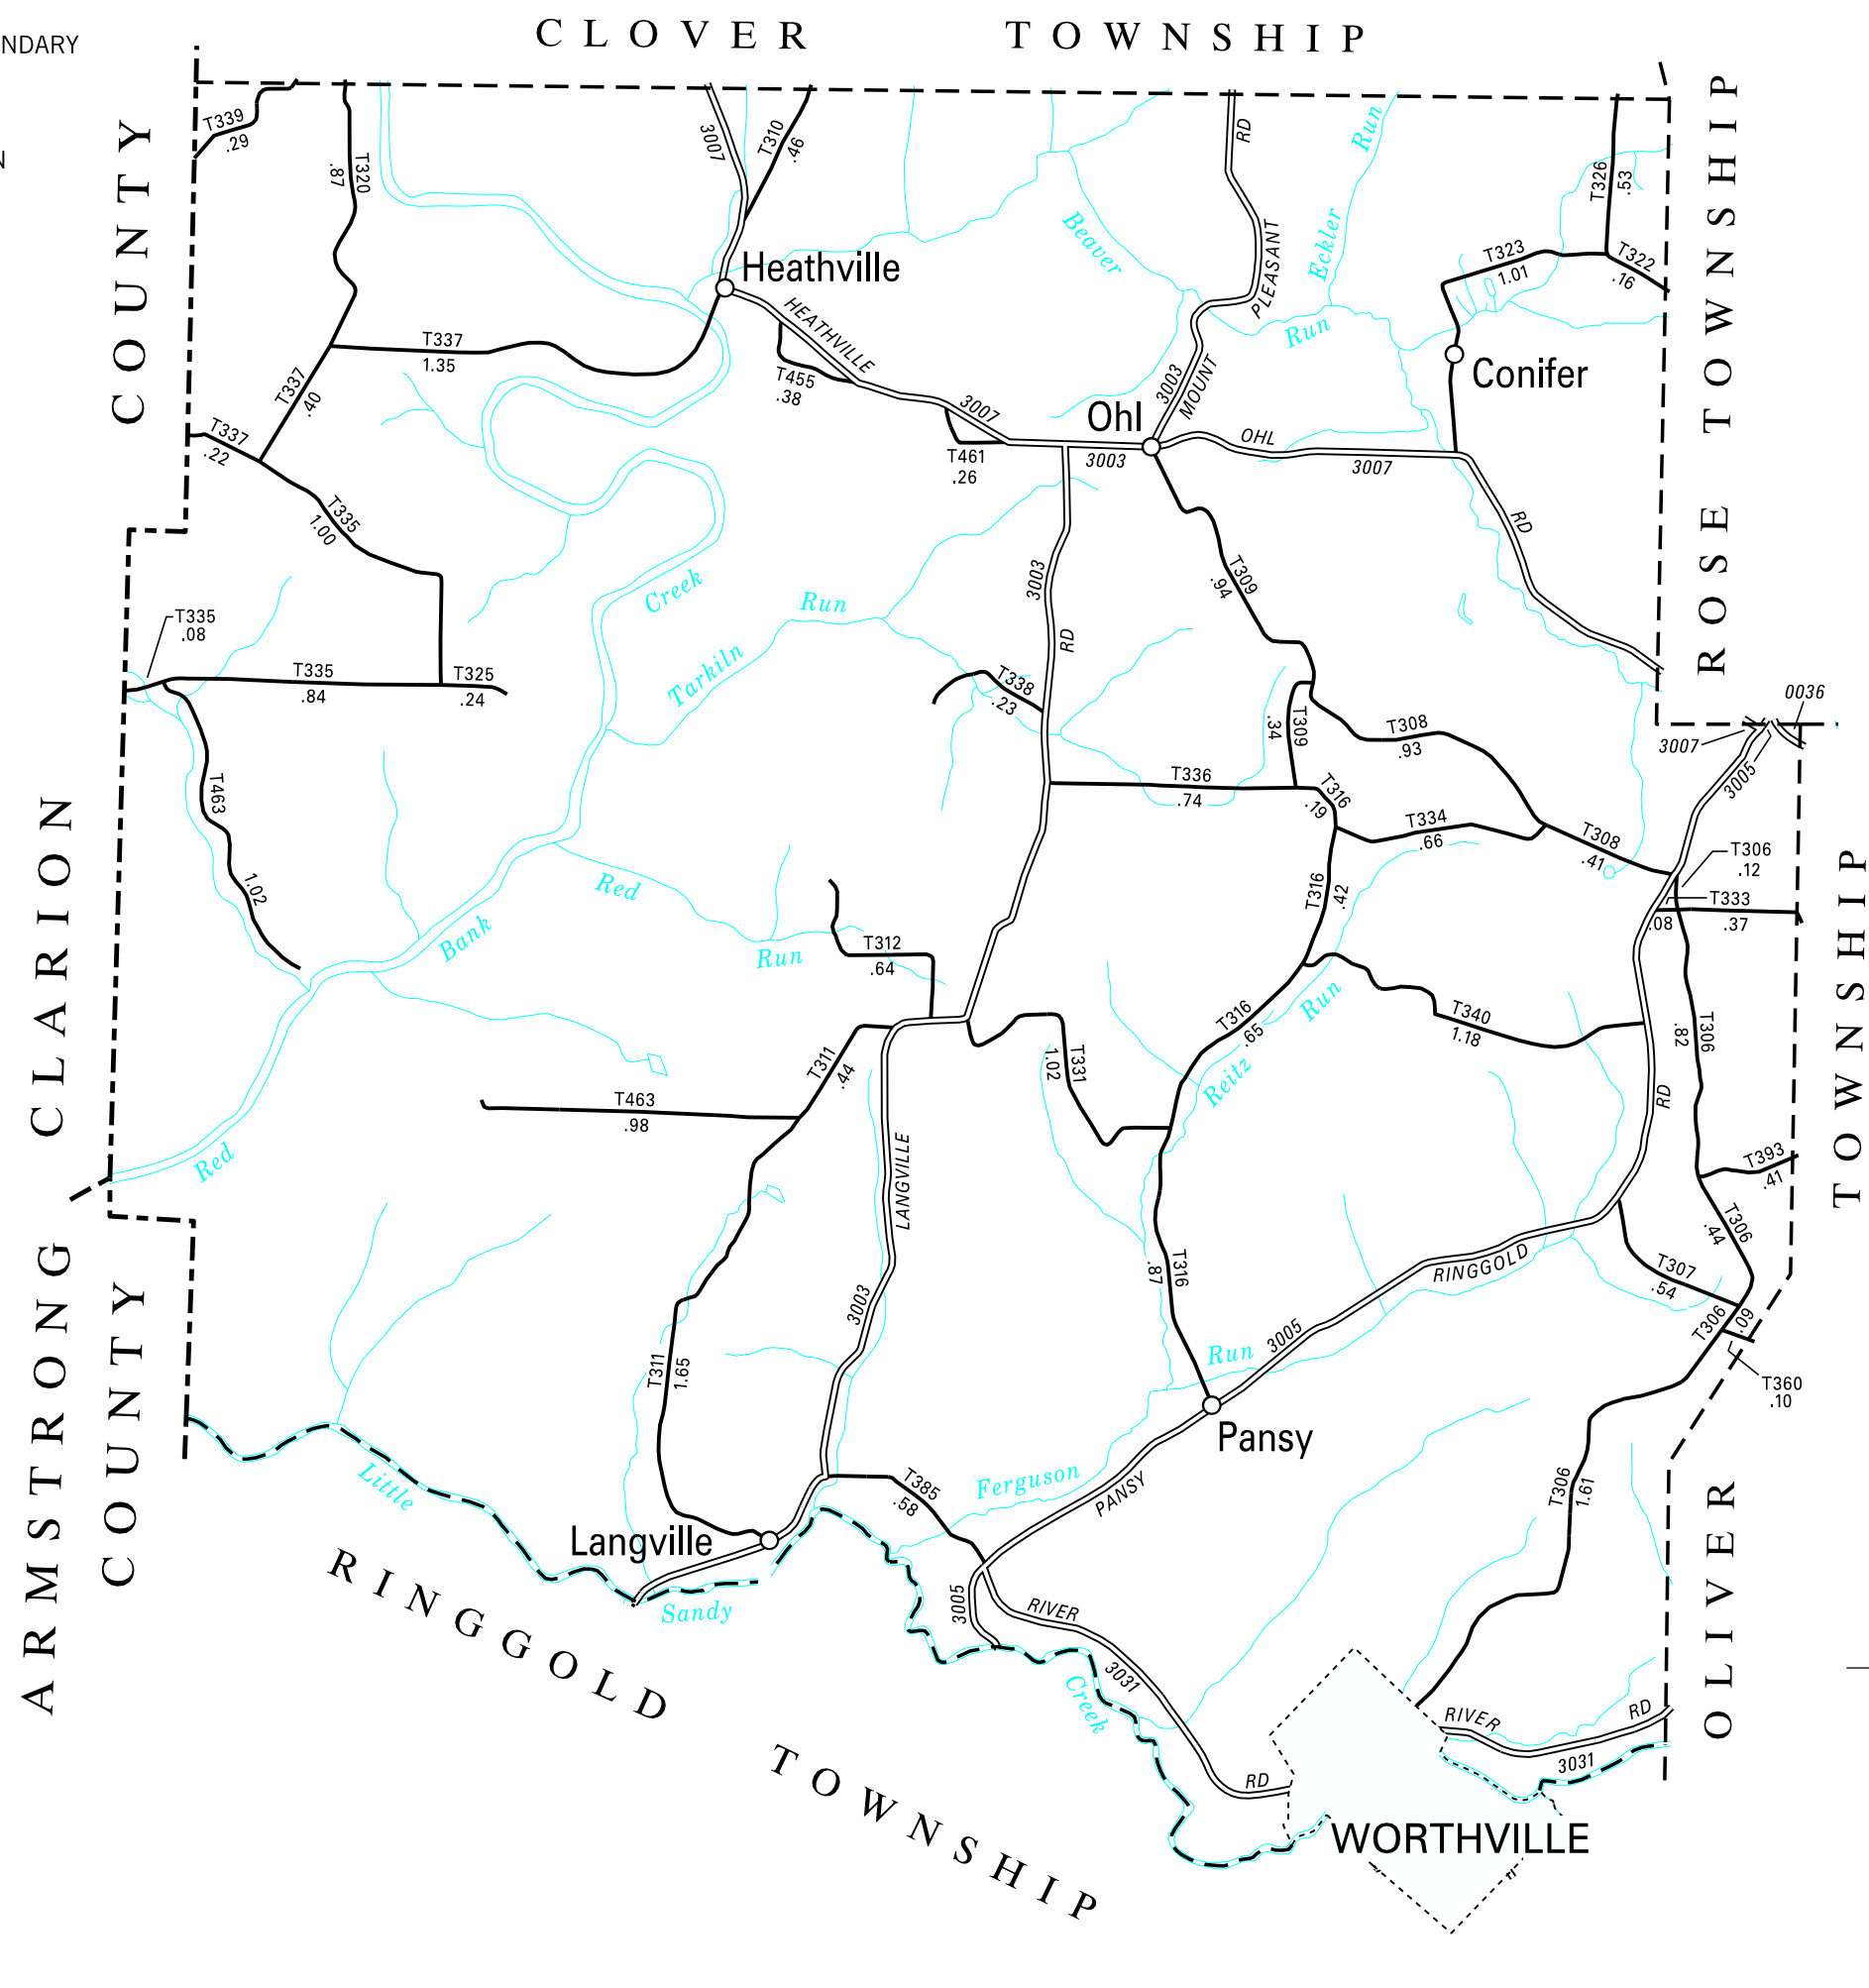 CLOVER TOWNSHIP
NDARY
N
COUNTY
CLARION
ARMSTRONG
COUNTY
ROSE TOWNSHIP
TOWNSHIP
OLIVER
RINGGOLD TOWNSHIP
T339
.29
T320
.87
3007
T310
.46
RD
Run
T326
.53
Beaver
Eckler
PLEASANT
Heathville
T323
1.01
T322
.16
HEATHVILLE
Run
T337
1.35
T337
.40
T455
.38
3003
MOUNT
Conifer
3007
Ohl
OHL
T337
.22
T461
.26
3003
3007
T335
1.00
RD
3003
T309
.94
Creek
Run
T335
.08
RD
Tarkiln
T335
.84
T325
.24
T338
.23
0036
T309
.34
T308
.93
3007
3005
T336
.74
T316
.19
T463
1.02
T334
.66
T308
.41
T306
.12
Red
T316
.42
T333
.08
.37
Bank
Run
T312
.64
Run
T316
.65
T340
1.18
T306
.82
T311
.44
T331
1.02
Reitz
RD
T463
.98
Red
LANGVILLE
T393
.41
T306
.44
T316
.87
RINGGOLD
T307
.54
3003
3005
T306
.09
Run
T311
1.65
T360
.10
Pansy
Little
T385
.58
Ferguson
PANSY
T306
1.61
Langville
3005
RIVER
Sandy
3031
Creek
RIVER
RD
3031
RD
WORTHVILLE